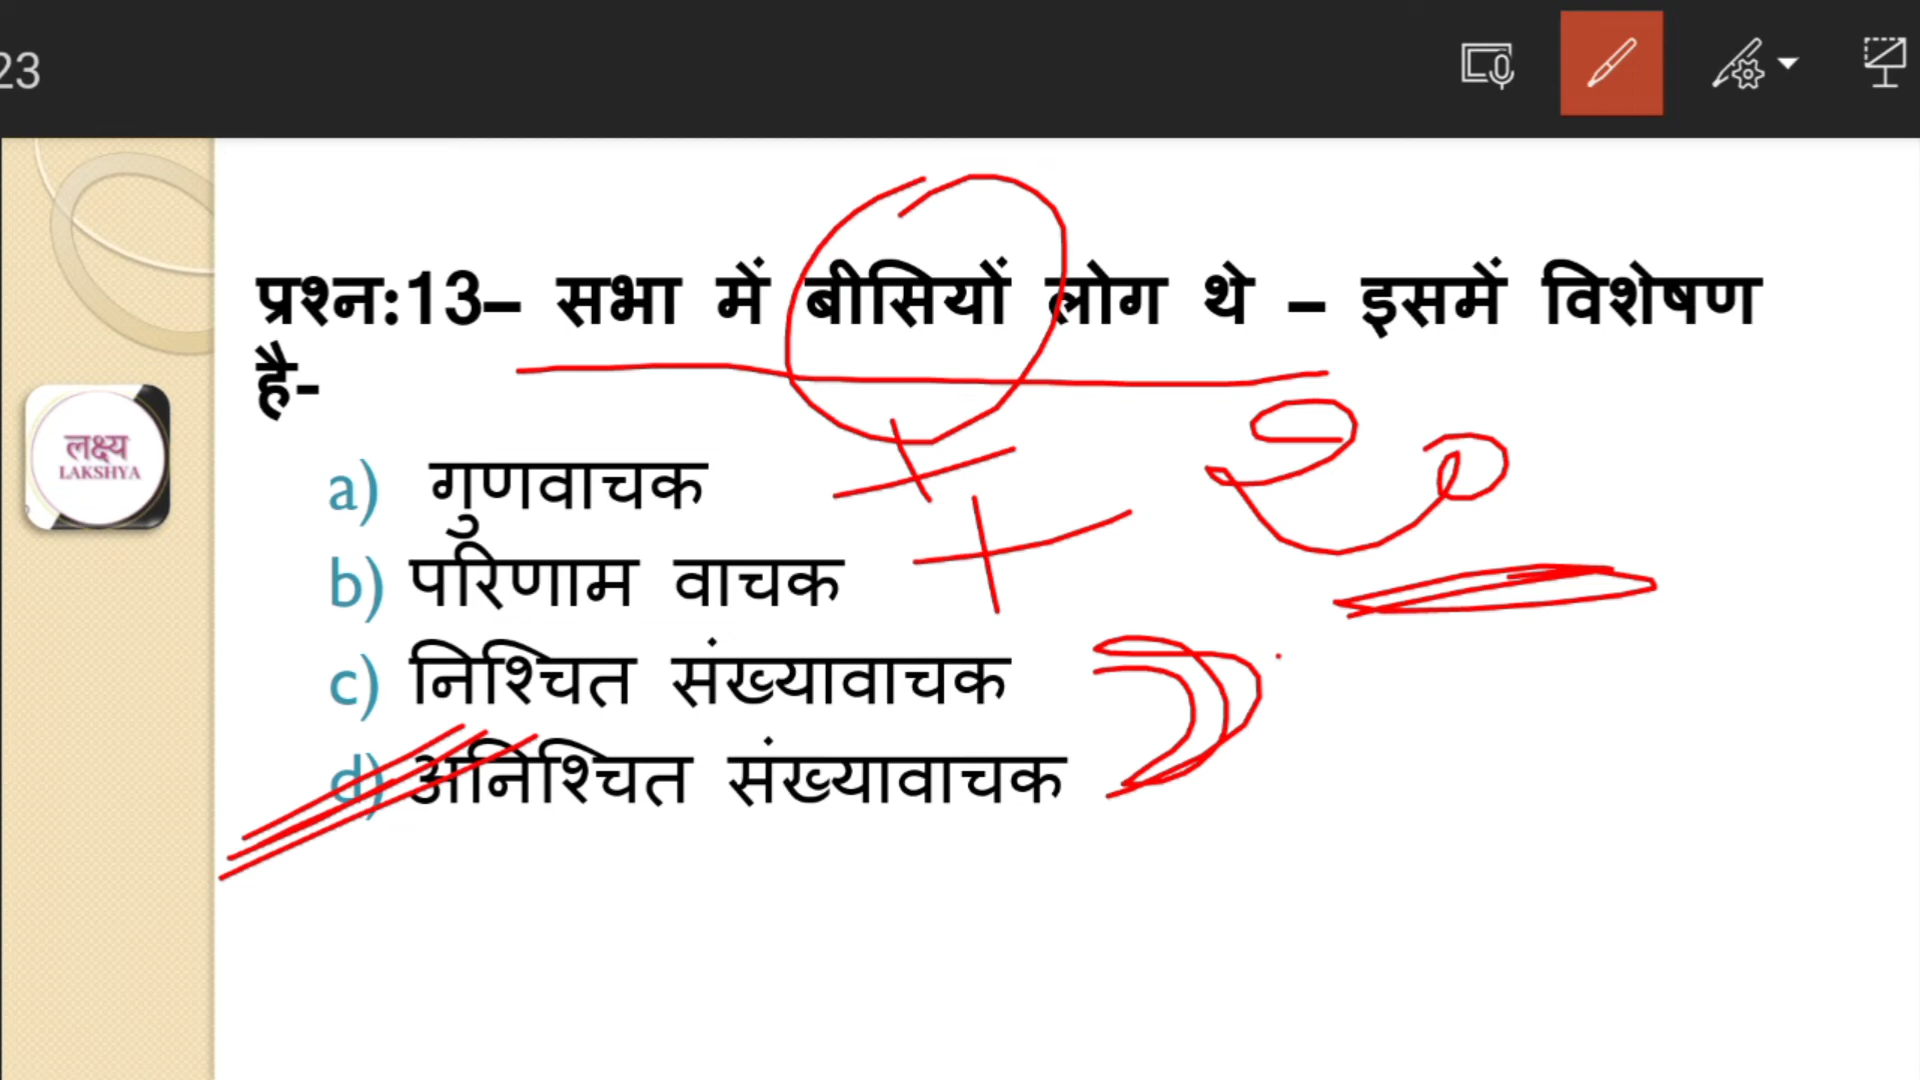 23
प्रश्न:13– सभा में बीसियों लोग थे – इसमें विशेषण
है-
लक्ष्य
LAKSHYA
a) गुणवाचक
b) परिणाम वाचक
c) निश्चित संख्यावाचक
d) अनिश्चित संख्यावाचक